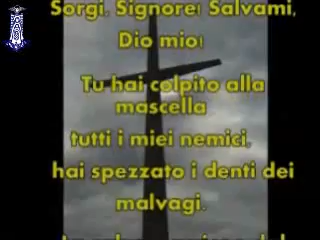 Sorgi, Signore! Salvami,
Dio mio!
Tu hai colpito alla
mascella
tutti i miei nemici,
hai spezzato i denti dei
malvagi.